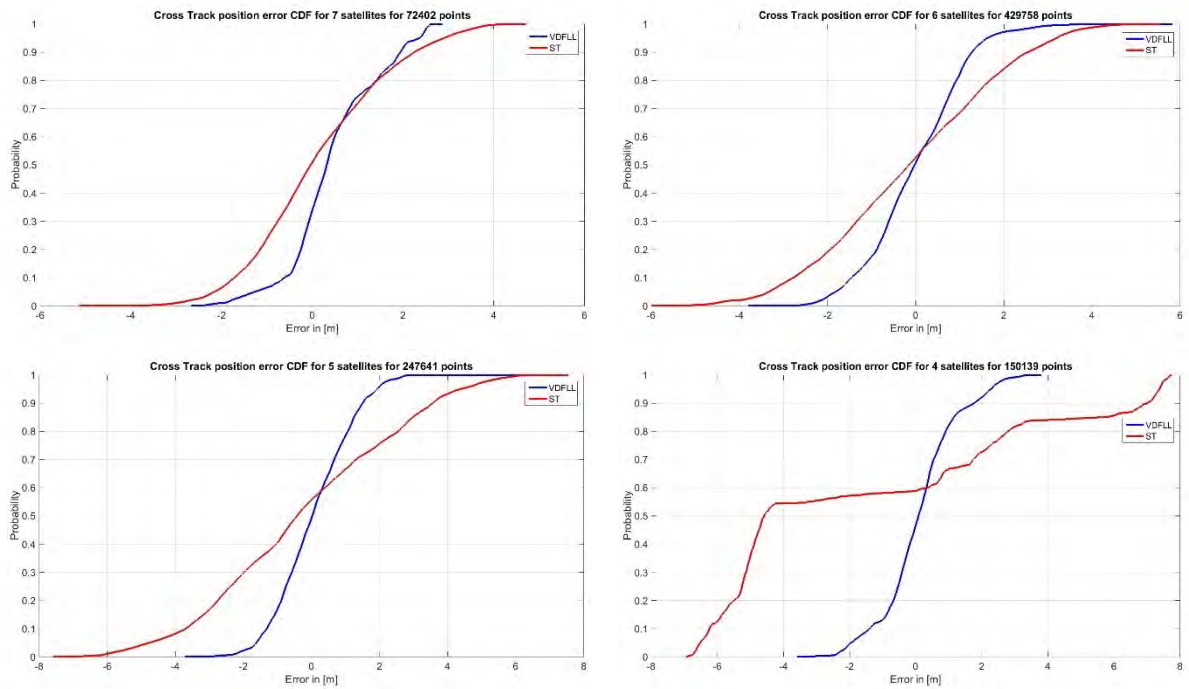 Cross Track position error CDF for 7 satellites for 72402 points
VDFLL
ST
Probability
1
0.9
0.8
0.7
0.6
0.5
0.4
0.3
0.2
0.1
0
-6 -4 -2 0 2 4 6
Error in [m]
Cross Track position error CDF for 6 satellites for 429758 points
VDFLL
ST
Probability
1
0.9
0.8
0.7
0.6
0.5
0.4
0.3
0.2
0.1
0
-6 -4 -2 0 2 4 6
Error in [m]
Cross Track position error CDF for 5 satellites for 247641 points
VDFLL
ST
Probability
1
0.9
0.8
0.7
0.6
0.5
0.4
0.3
0.2
0.1
0
-8 -6 -4 -2 0 2 4 6 8
Error in [m]
Cross Track position error CDF for 4 satellites for 150139 points
VDFLL
ST
Probability
1
0.9
0.8
0.7
0.6
0.5
0.4
0.3
0.2
0.1
0
-8 -6 -4 -2 0 2 4 6 8
Error in [m]